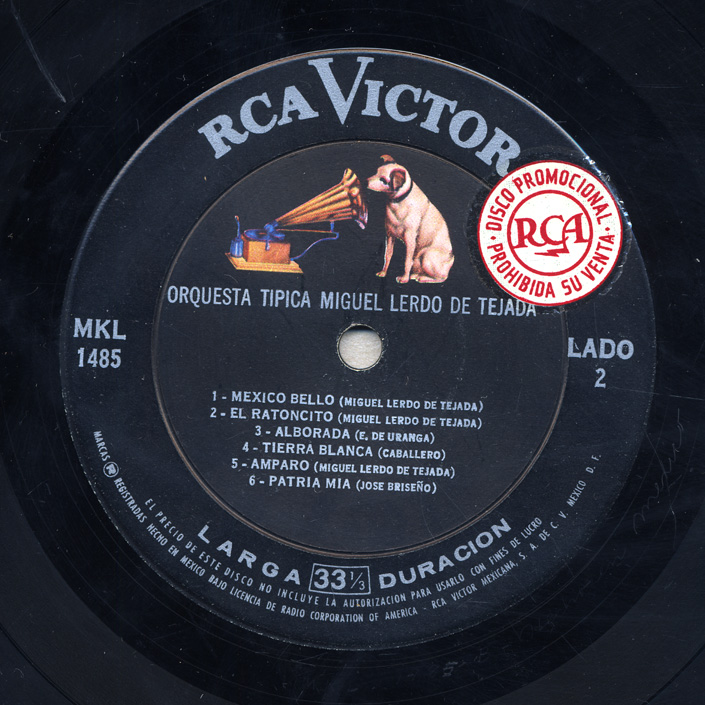 RCA VICTOR
· DISCO PROMOCIONAL ·
RCA
PROHIBIDA SU VENTA
ORQUESTA TIPICA MIGUEL LERDO DE TEJADA
MKL
1485
LADO
2
1 - MEXICO BELLO (MIGUEL LERDO DE TEJADA)
2 - EL RATONCITO (MIGUEL LERDO DE TEJADA)
3 - ALBORADA (E. DE URANGA)
4 - TIERRA BLANCA (CABALLERO)
5 - AMPARO (MIGUEL LERDO DE TEJADA)
6 - PATRIA MIA (JOSE BRISEÑO)
LARGA 33 1/3 DURACION
EL PRECIO DE ESTE DISCO NO INCLUYE LA AUTORIZACION PARA USARLO CON FINES DE LUCRO
MARCAS MR REGISTRADAS HECHO EN MEXICO BAJO LICENCIA DE RADIO CORPORATION OF AMERICA - RCA VICTOR MEXICANA, S. A. DE C. V. MEXICO D. F.